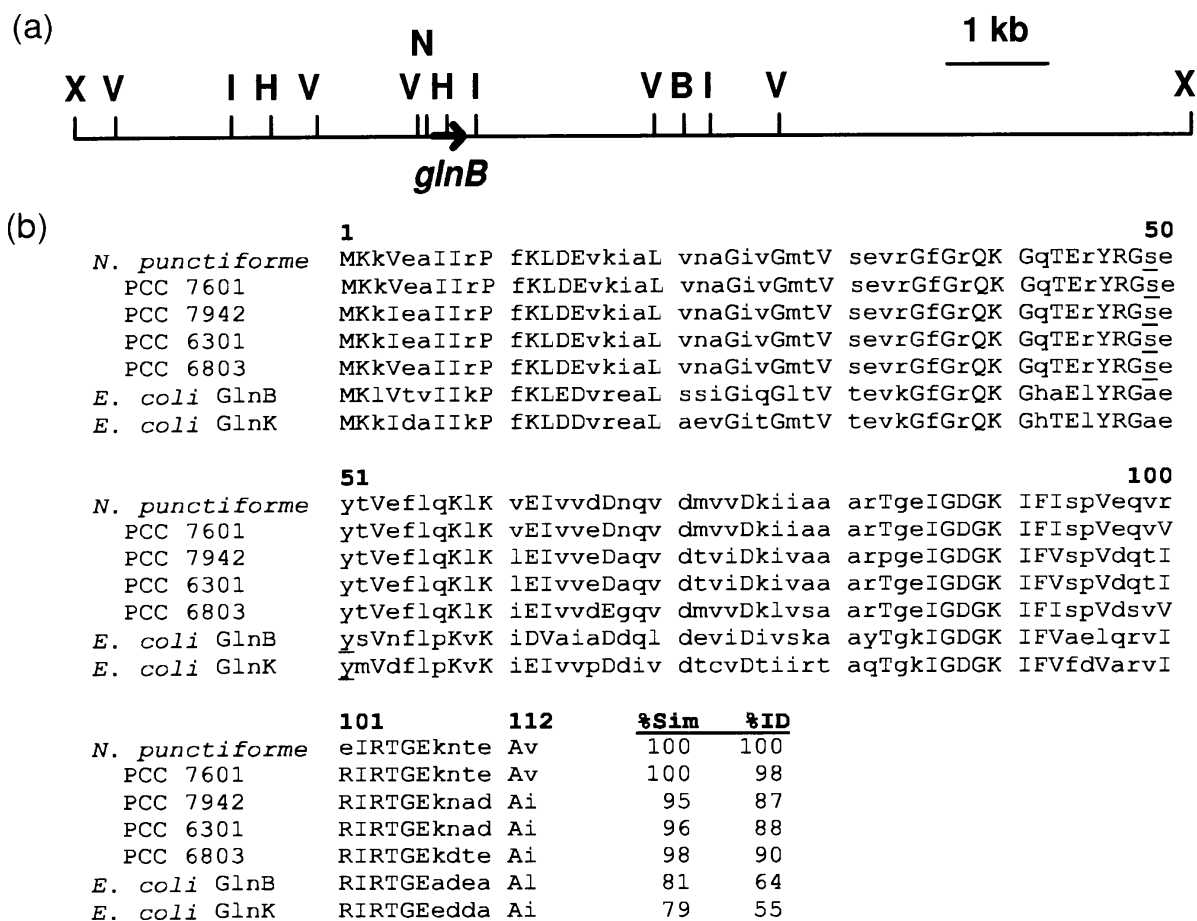 (a)
N
1 kb
X V I H V V H I V B I V X
glnB
(b)
1 50
N. punctiforme MKkVeaIIrP fKLDEvkiaL vnaGivGmtV sevrGfGrQK GqTErYRGse
PCC 7601 MKkVeaIIrP fKLDEvkiaL vnaGivGmtV sevrGfGrQK GqTErYRGse
PCC 7942 MKkIeaIIrP fKLDEvkiaL vnaGivGmtV sevrGfGrQK GqTErYRGse
PCC 6301 MKkIeaIIrP fKLDEvkiaL vnaGivGmtV sevrGfGrQK GqTErYRGse
PCC 6803 MKkVeaIIrP fKLDEvkiaL vnaGivGmtV sevrGfGrQK GqTErYRGse
E. coli GlnB MKlVtvIIkP fKLEDvreaL ssiGiqGltV tevkGfGrQK GhaElYRGae
E. coli GlnK MKkIdaIIkP fKLDDvreaL aevGitGmtV tevkGfGrQK GhTElYRGae
51 100
N. punctiforme ytVeflqKlK vEIvvdDnqv dmvvDkiiaa arTgeIGDGK IFIspVeqvr
PCC 7601 ytVeflqKlK vEIvveDnqv dmvvDkiiaa arTgeIGDGK IFIspVeqvV
PCC 7942 ytVeflqKlK lEIvveDaqv dtviDkivaa arpgeIGDGK IFVspVdqtI
PCC 6301 ytVeflqKlK lEIvveDaqv dtviDkivaa arTgeIGDGK IFVspVdqtI
PCC 6803 ytVeflqKlK iEIvvdEgqv dmvvDklvsa arTgeIGDGK IFIspVdsvV
E. coli GlnB ysVnflpKvK iDVaiaDdql deviDivska ayTgkIGDGK IFVaelqrvI
E. coli GlnK ymVdflpKvK iEIvvpDdiv dtcvDtiirt aqTgkIGDGK IFVfdVarvI
101 112 %Sim %ID
N. punctiforme eIRTGEknte Av 100 100
PCC 7601 RIRTGEknte Av 100 98
PCC 7942 RIRTGEknad Ai 95 87
PCC 6301 RIRTGEknad Ai 96 88
PCC 6803 RIRTGEkdte Ai 98 90
E. coli GlnB RIRTGEadea Al 81 64
E. coli GlnK RIRTGEedda Ai 79 55